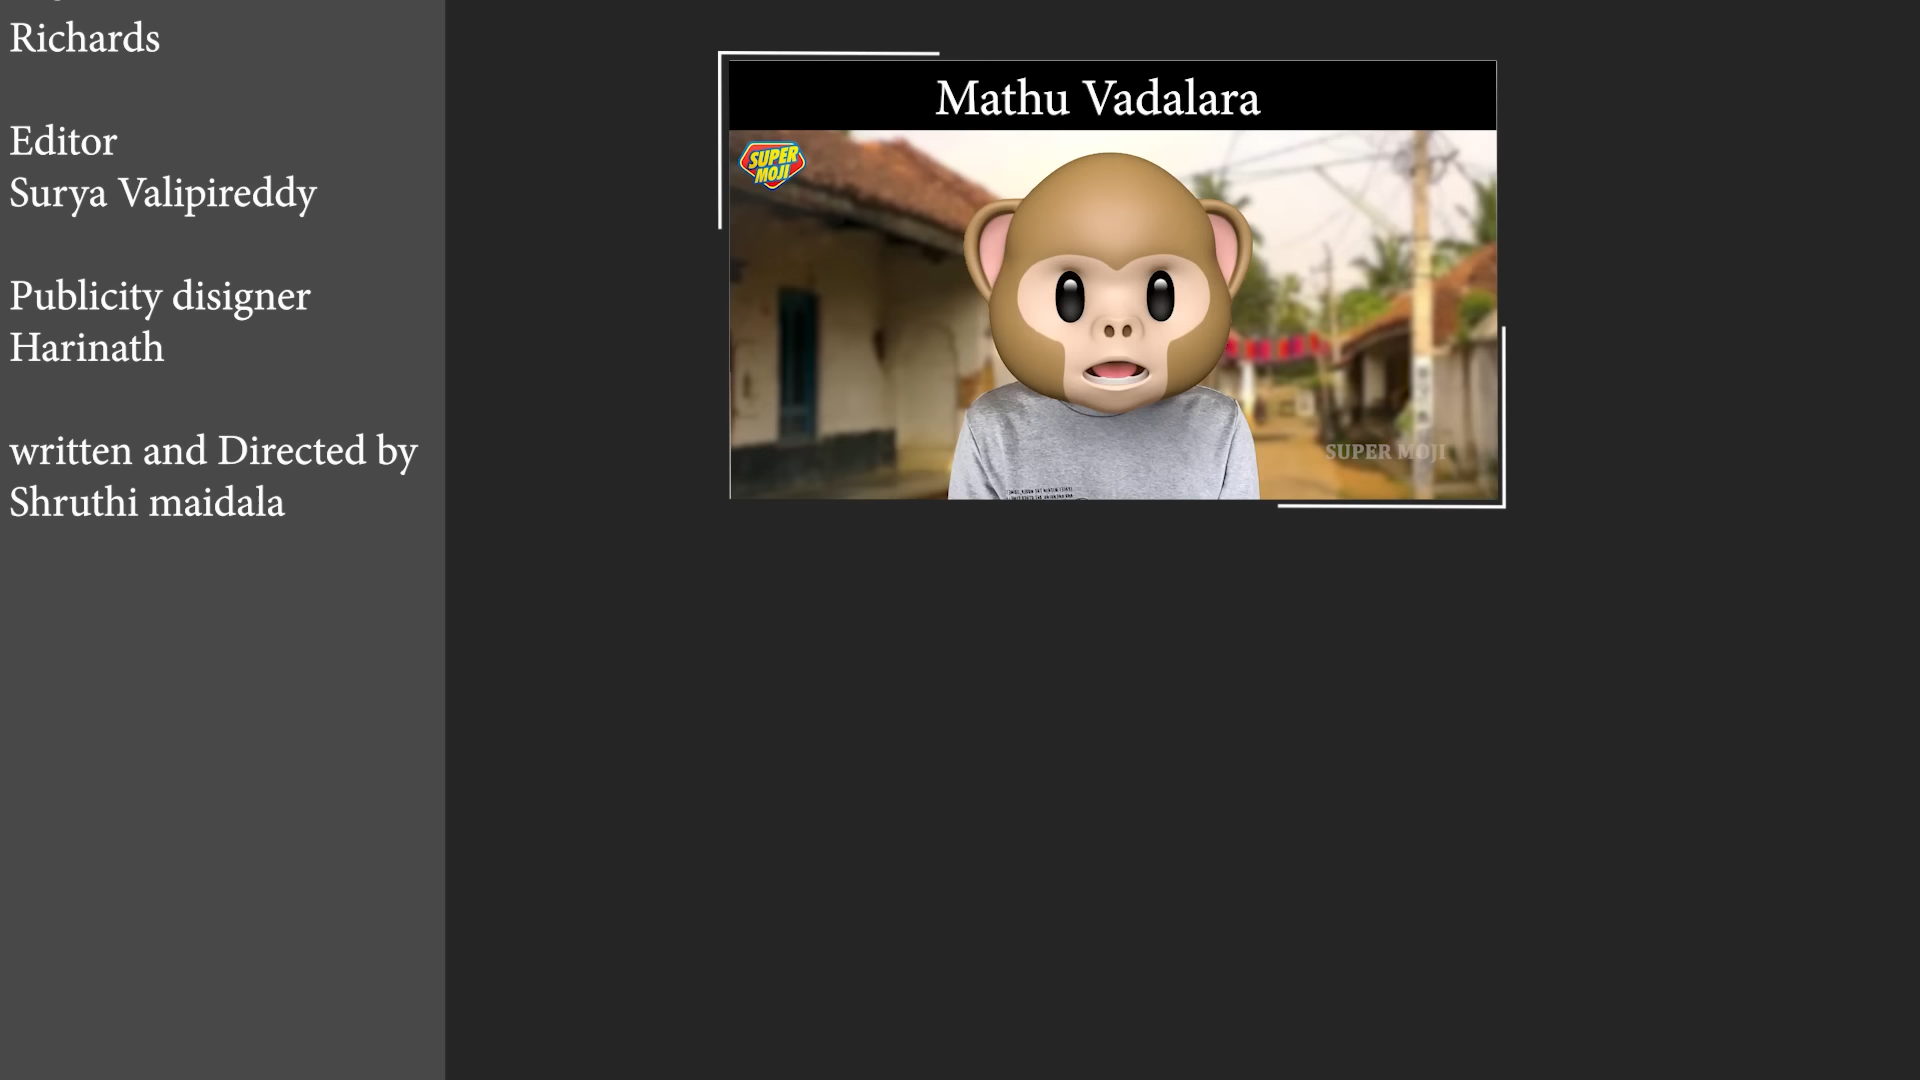 Richards
Editor
Surya Valipireddy
Publicity disigner
Harinath
written and Directed by
Shruthi maidala
Mathu Vadalara
SUPER
MOJI
SUPER MOJI